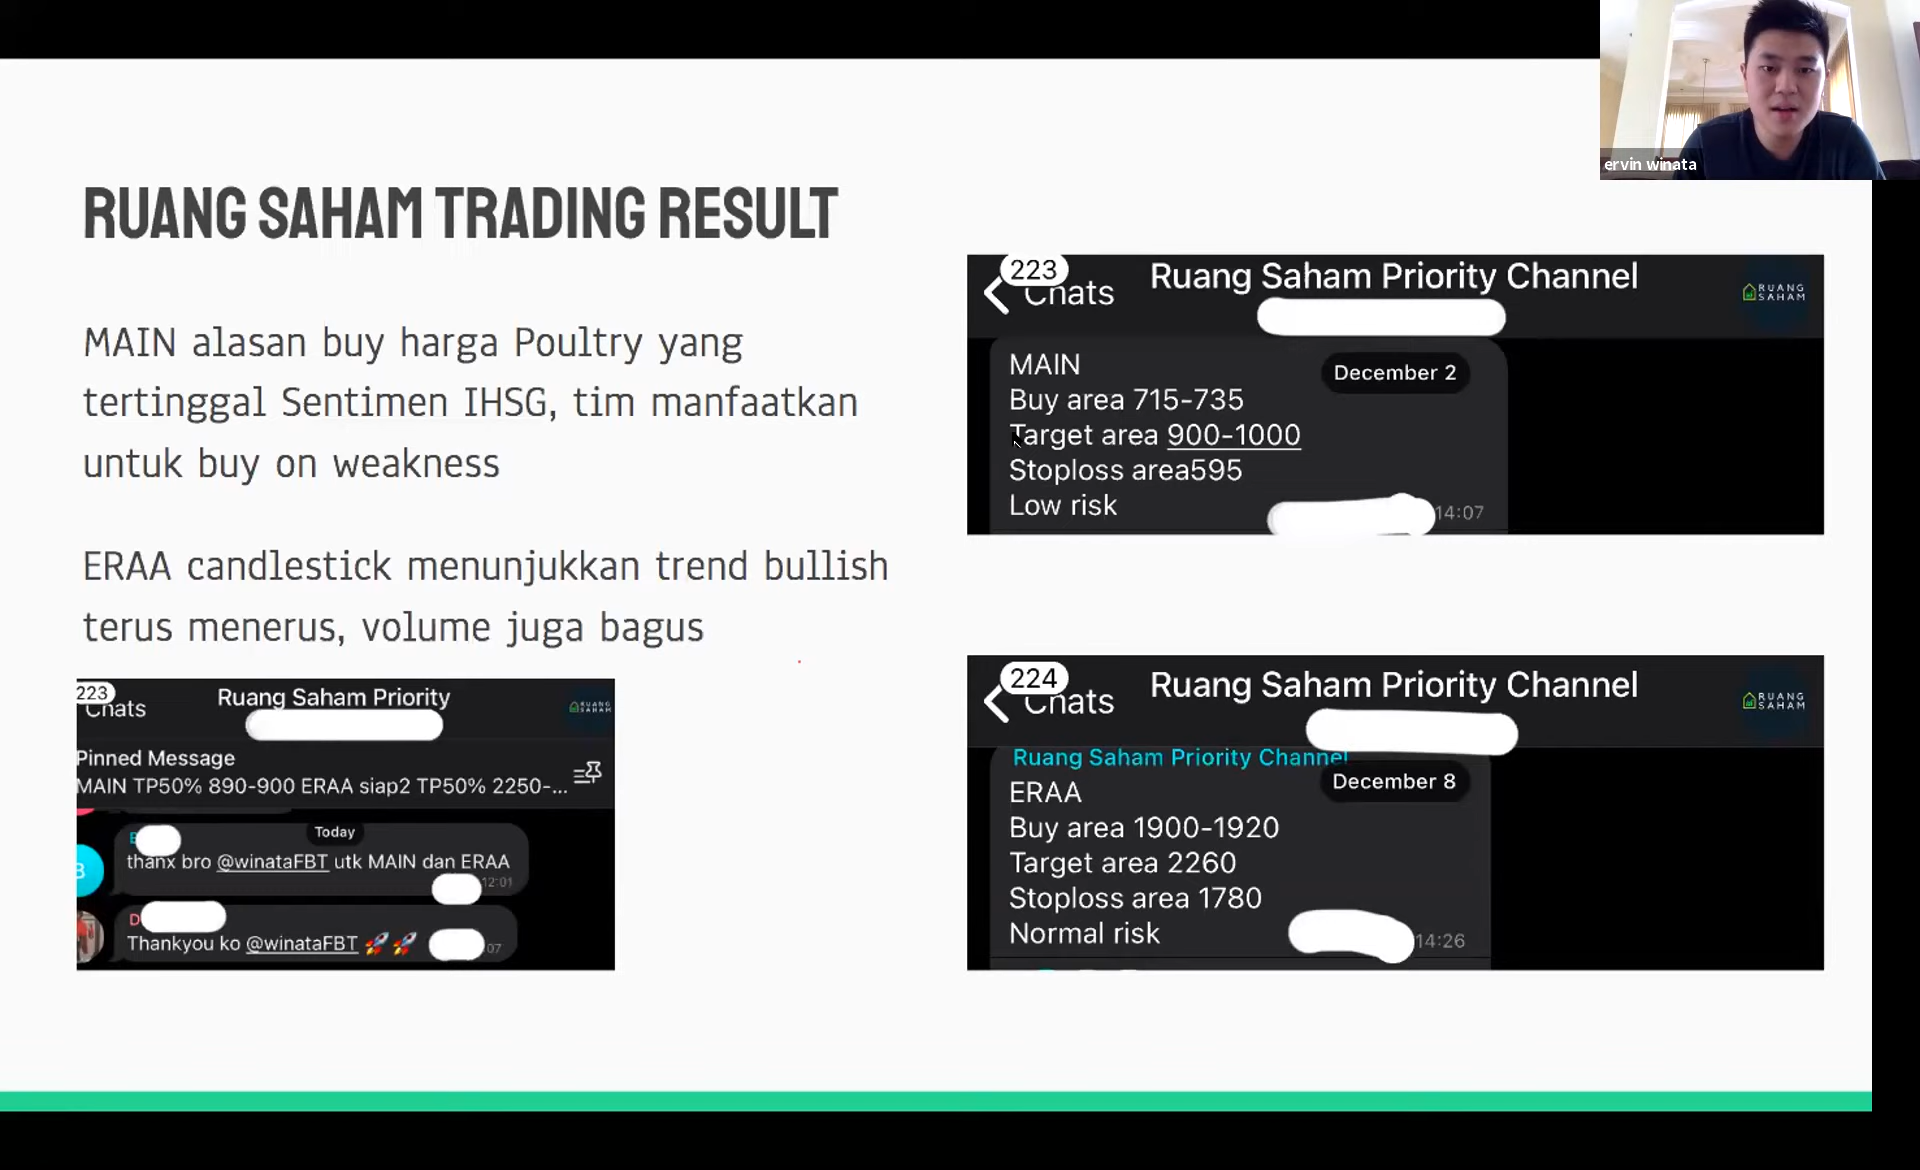 ervin winata
RUANG SAHAM TRADING RESULT
MAIN alasan buy harga Poultry yang
tertinggal Sentimen IHSG, tim manfaatkan
untuk buy on weakness
ERAA candlestick menunjukkan trend bullish
terus menerus, volume juga bagus
223
Chats
Ruang Saham Priority
RUANG
SAHAM
Pinned Message
MAIN TP50% 890-900 ERAA siap2 TP50% 2250-...
Today
thanx bro @winataFBT utk MAIN dan ERAA
12:01
D
Thankyou ko @winataFBT 🚀🚀
07
223
Chats
Ruang Saham Priority Channel
RUANG
SAHAM
December 2
MAIN
Buy area 715-735
Target area 900-1000
Stoploss area595
Low risk
14:07
224
Chats
Ruang Saham Priority Channel
RUANG
SAHAM
Ruang Saham Priority Channel
December 8
ERAA
Buy area 1900-1920
Target area 2260
Stoploss area 1780
Normal risk
14:26